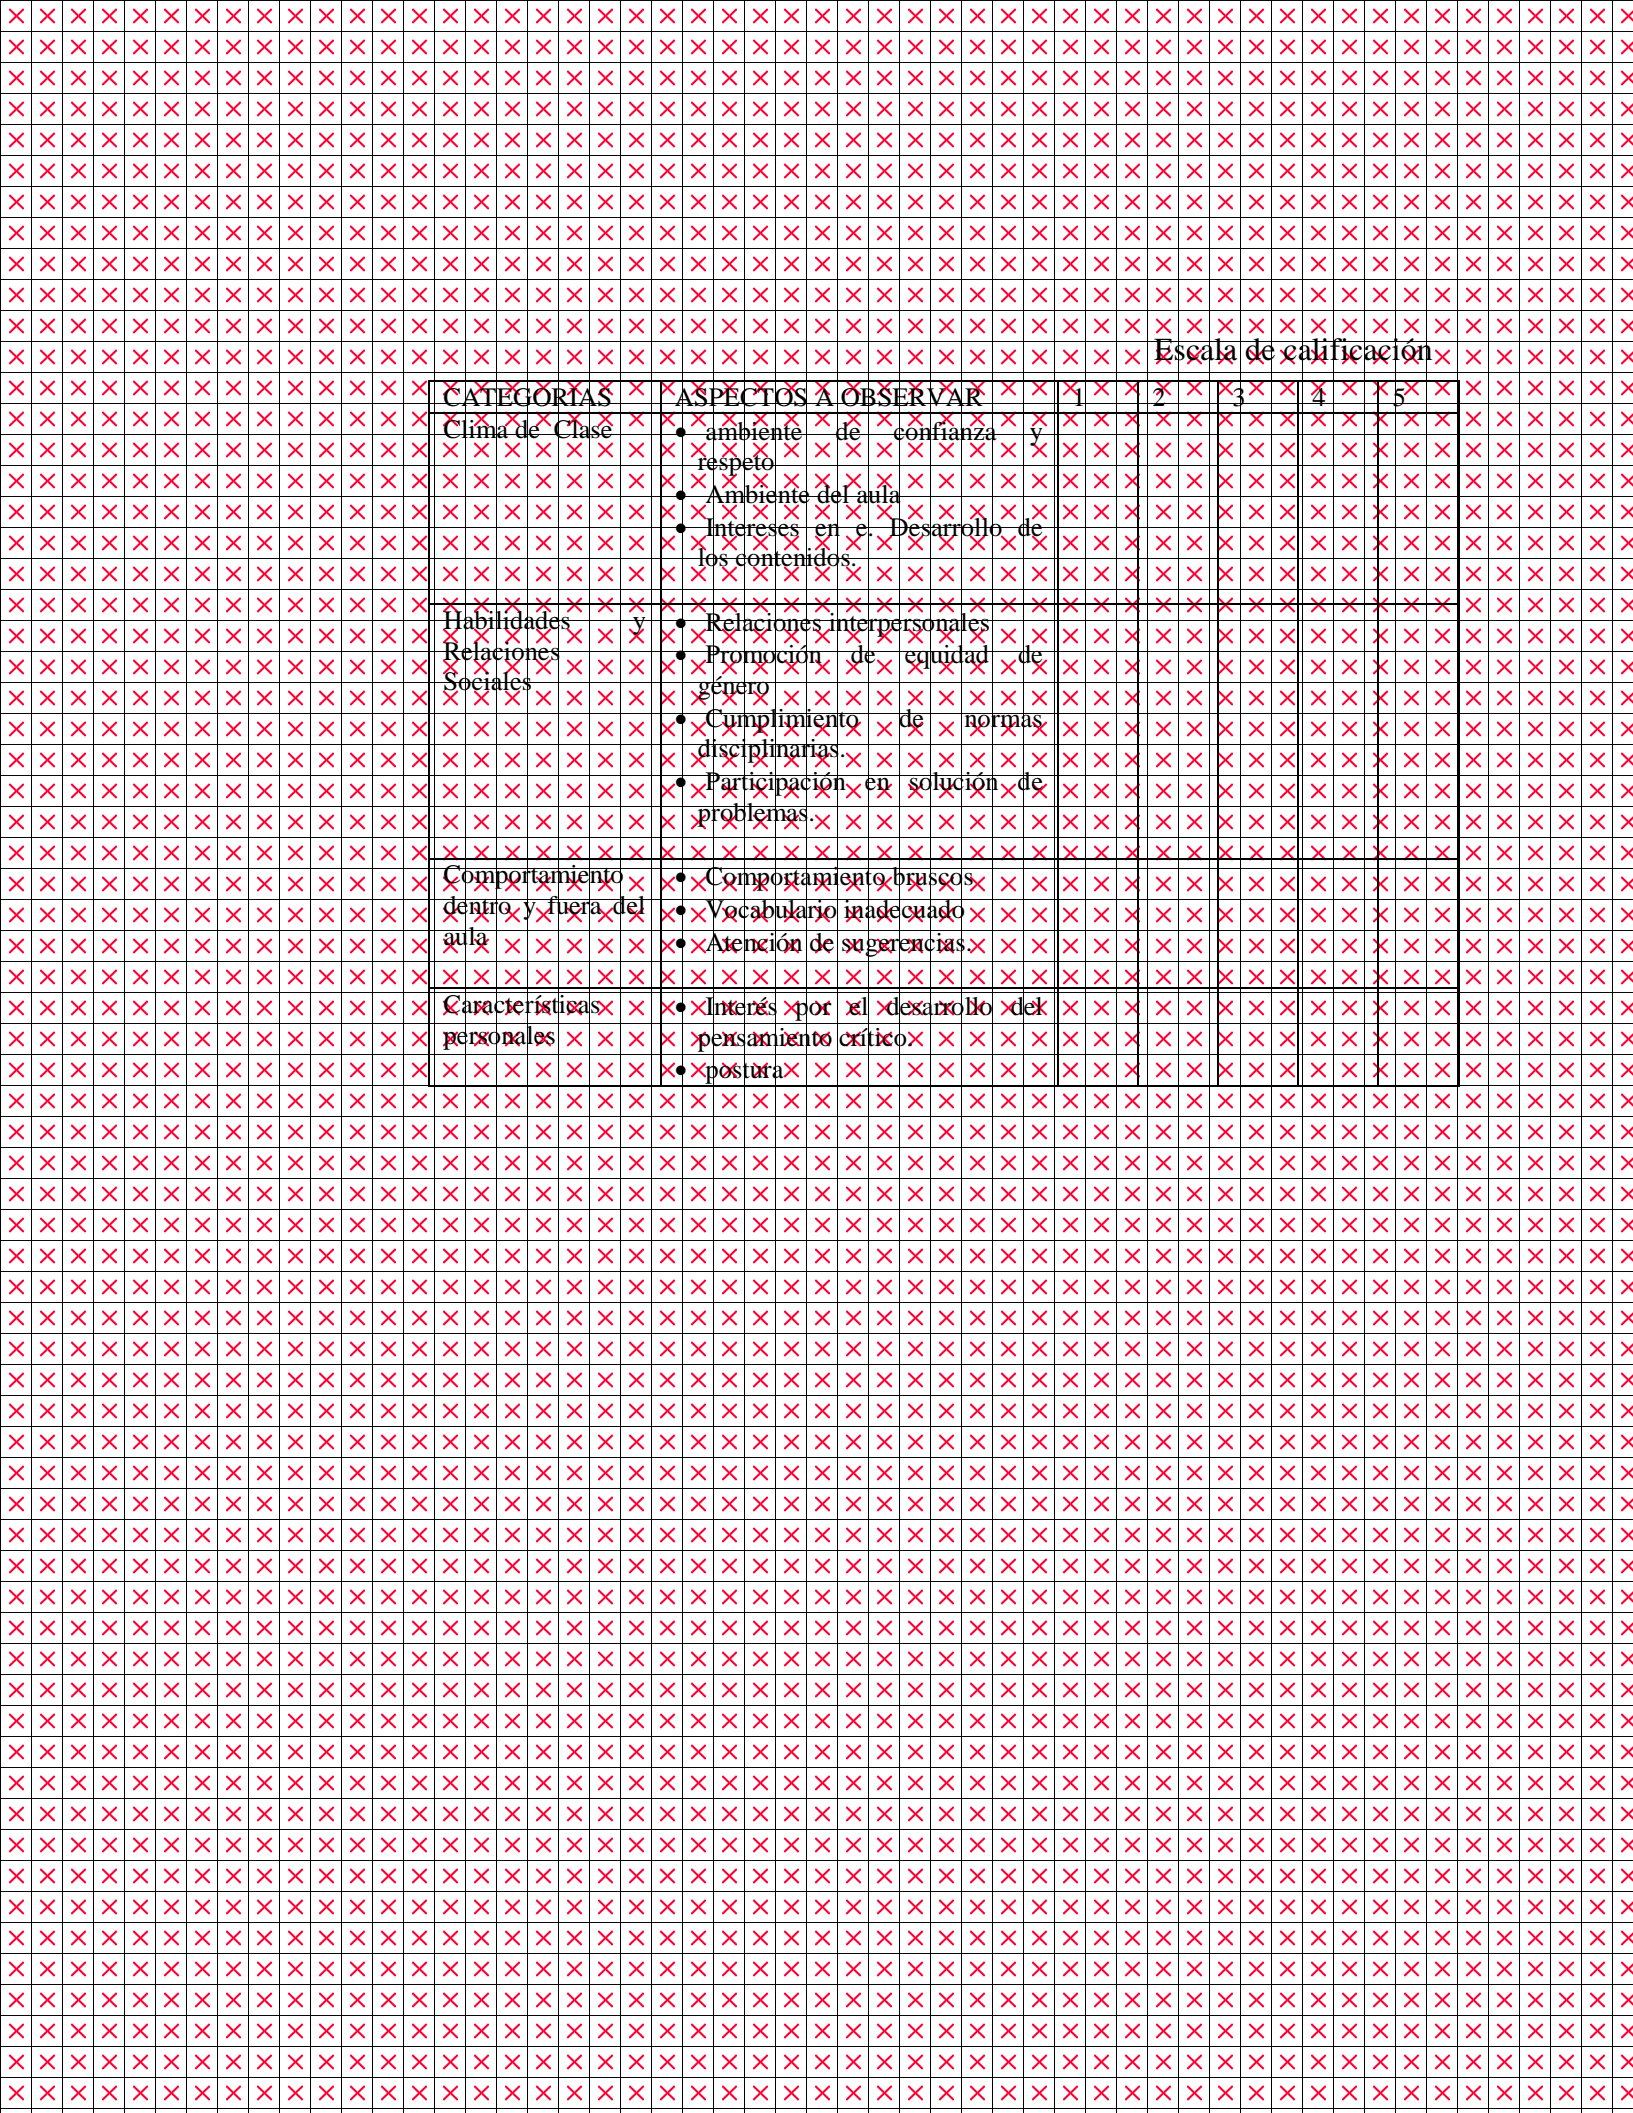 Escala de calificación
CATEGORIAS ASPECTOS A OBSERVAR 1 2 3 4 5
Clima de Clase
• ambiente de confianza y
respeto
• Ambiente del aula
• Intereses en e. Desarrollo de
los contenidos.
Habilidades y
Relaciones
Sociales
• Relaciones interpersonales
• Promoción de equidad de
género
• Cumplimiento de normas
disciplinarias.
• Participación en solución de
problemas.
Comportamiento
dentro y fuera del
aula
• Comportamiento bruscos
• Vocabulario inadecuado
• Atención de sugerencias.
Características
personales
• Interés por el desarrollo del
pensamiento crítico.
• postura